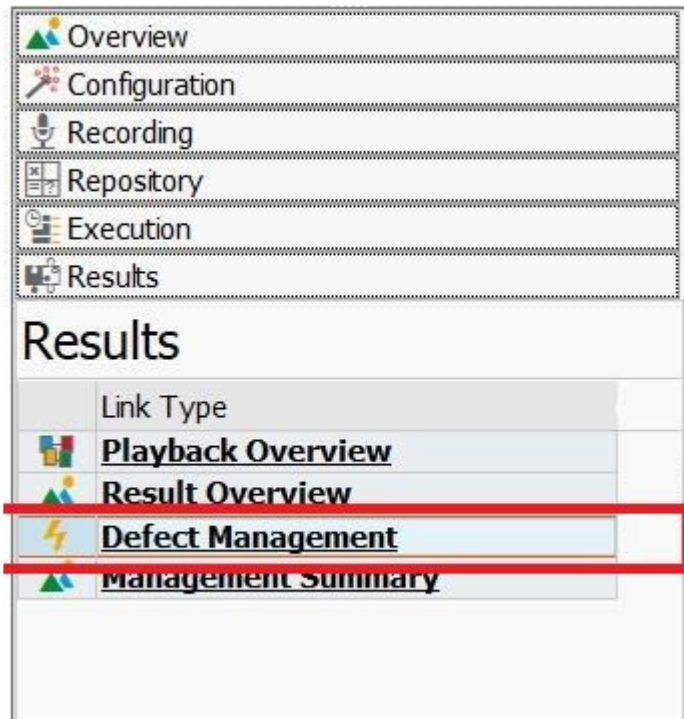 Overview
Configuration
Recording
Repository
Execution
Results
Results
Link Type
Playback Overview
Result Overview
Defect Management
Management Summary